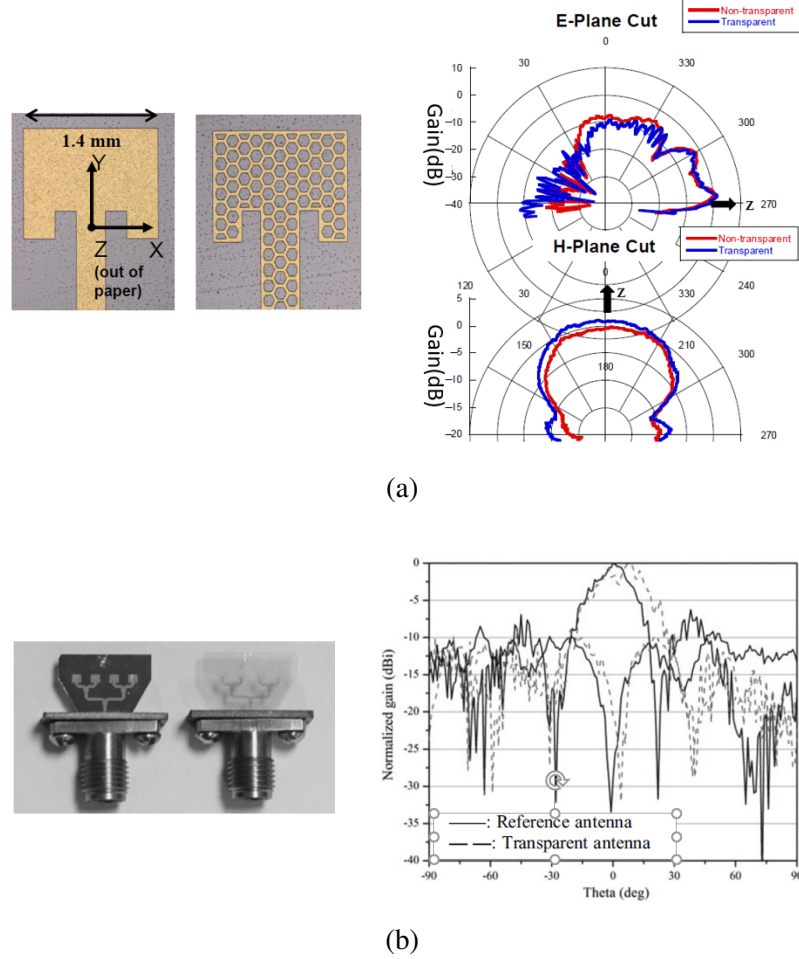 1.4 mm
Y
X
Z
(out of
paper)
E-Plane Cut
Non-transparent
Transparent
0
30
330
300
270
240
Gain(dB)
10
0
−10
−20
−30
−40
z
H-Plane Cut
Non-transparent
Transparent
0
z
120
30
330
240
150
210
180
300
270
Gain(dB)
5
0
−5
−10
−15
−20
(a)
Normalized gain (dBi)
0
-5
-10
-15
-20
-25
-30
-35
-40
: Reference antenna
: Transparent antenna
-90
-60
-30
0
30
60
90
Theta (deg)
(b)